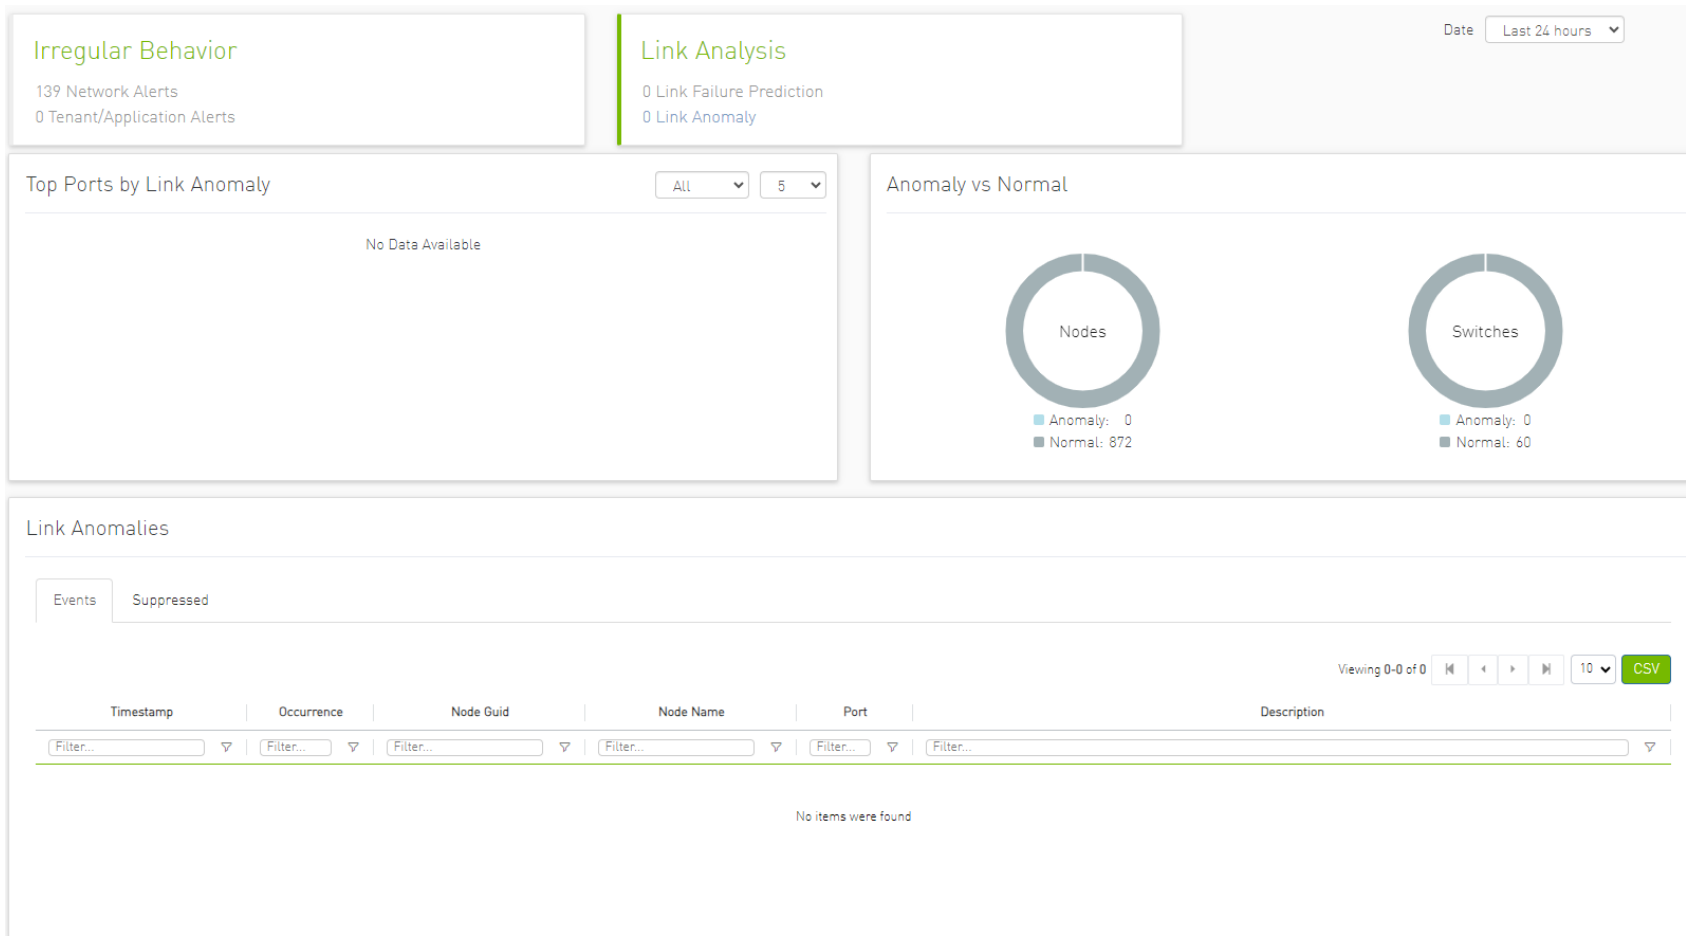 Irregular Behavior
139 Network Alerts
0 Tenant/Application Alerts
Link Analysis
0 Link Failure Prediction
0 Link Anomaly
Date Last 24 hours
Top Ports by Link Anomaly
All 5
No Data Available
Anomaly vs Normal
Nodes
Anomaly: 0
Normal: 872
Switches
Anomaly: 0
Normal: 60
Link Anomalies
Events Suppressed
Viewing 0-0 of 0 10 CSV
Timestamp Occurrence Node Guid Node Name Port Description
Filter... Filter... Filter... Filter... Filter... Filter...
No items were found